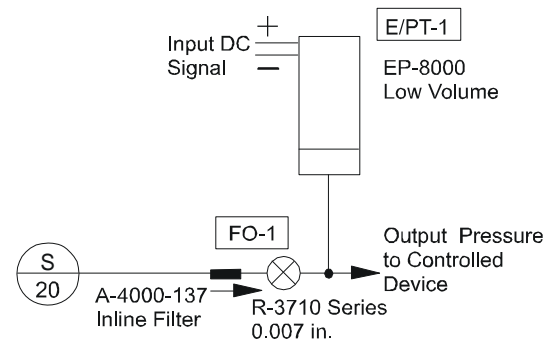 +
Input DC
Signal
−
E/PT-1
EP-8000
Low Volume
FO-1
S
20
A-4000-137
Inline Filter
R-3710 Series
0.007 in.
Output Pressure
to Controlled
Device